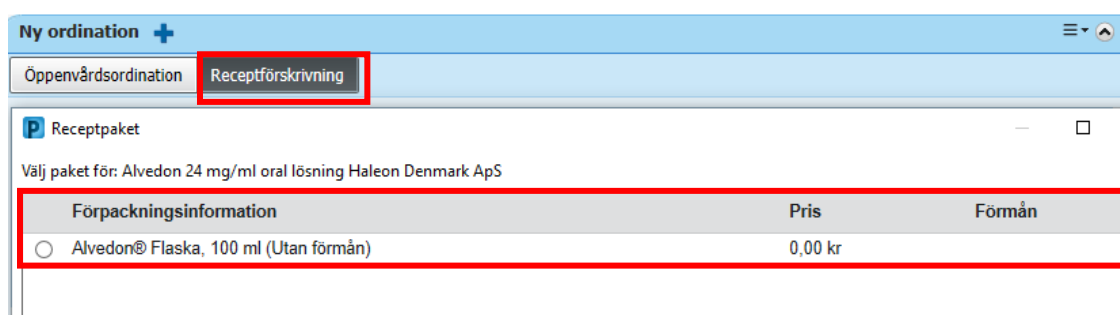 Ny ordination
Öppenvårdsordination Receptförskrivning
P Receptpaket
Välj paket för: Alvedon 24 mg/ml oral lösning Haleon Denmark ApS
Förpackningsinformation Pris Förmån
Alvedon® Flaska, 100 ml (Utan förmån) 0,00 kr